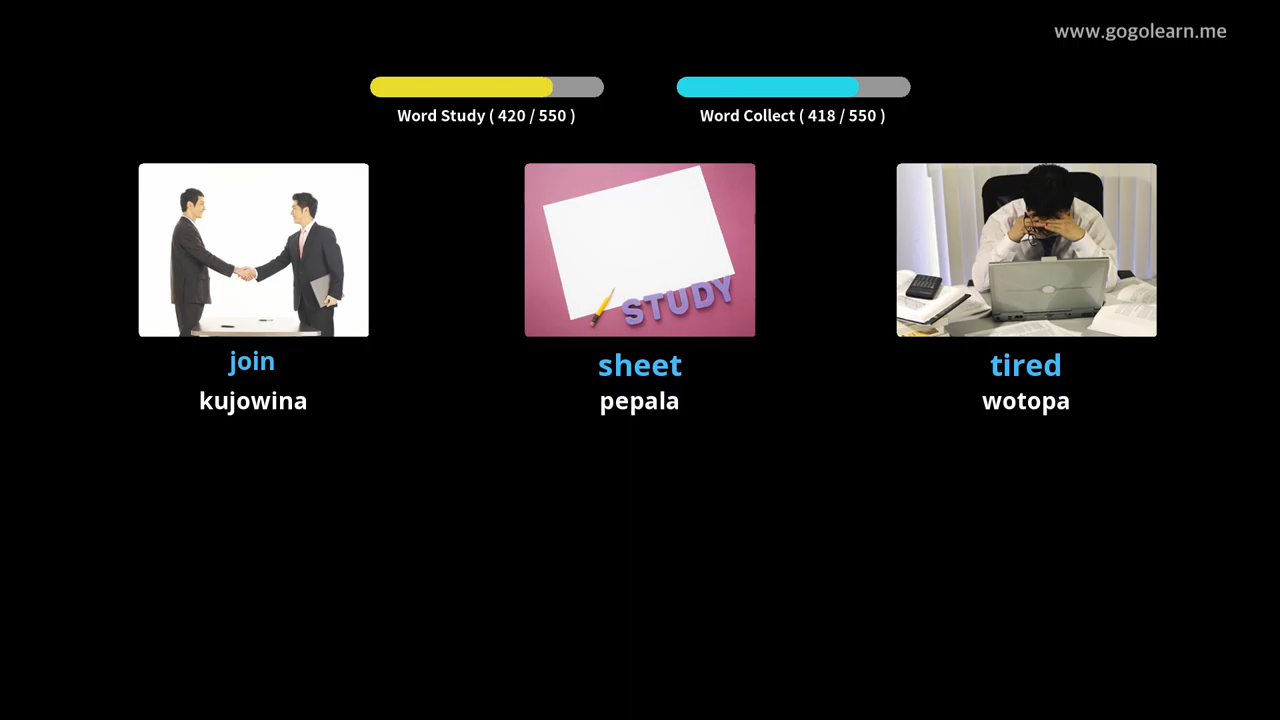 www.gogolearn.me
Word Study ( 420 / 550 )
Word Collect ( 418 / 550 )
STUDY
join
sheet
tired
kujowina
pepala
wotopa